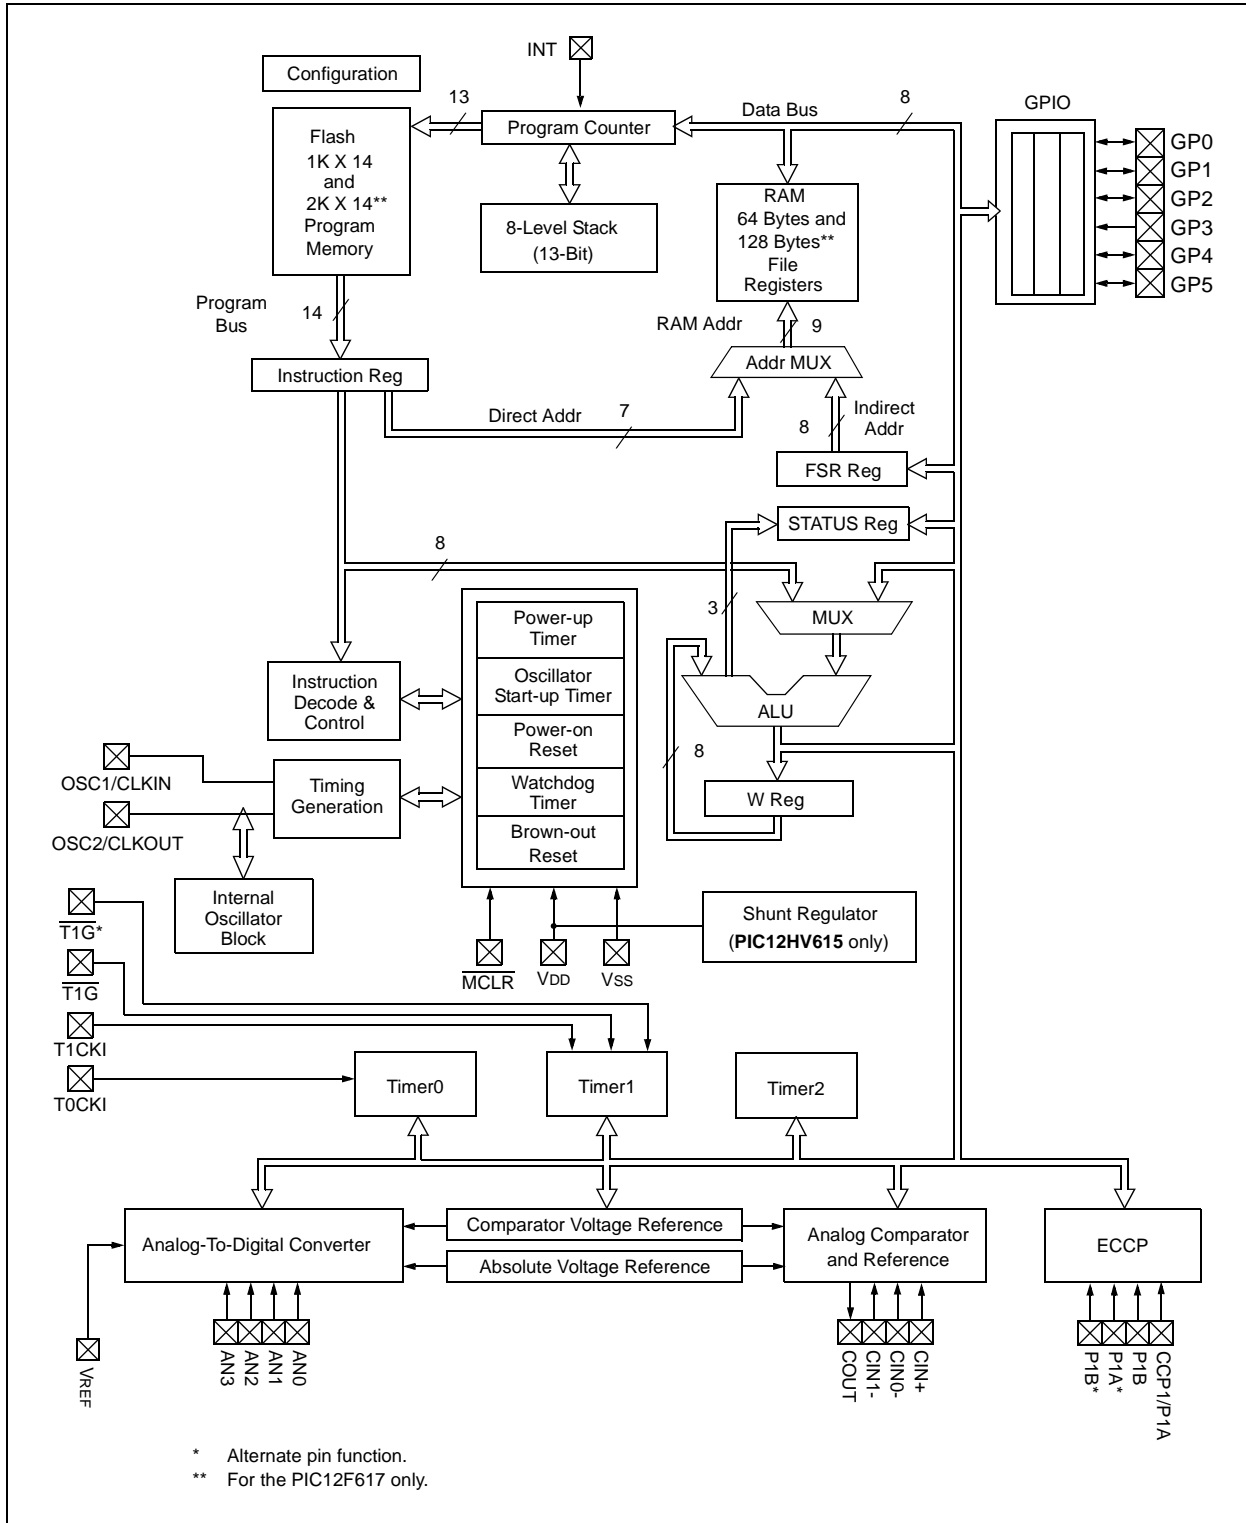 INT
Configuration
13
Data Bus
8
GPIO
Program Counter
Flash
1K X 14
and
2K X 14**
Program
Memory
8-Level Stack
(13-Bit)
RAM
64 Bytes and
128 Bytes**
File
Registers
GP0
GP1
GP2
GP3
GP4
GP5
Program
Bus
14
RAM Addr
9
Addr MUX
Instruction Reg
Direct Addr
7
8
Indirect
Addr
FSR Reg
STATUS Reg
8
3
MUX
Power-up
Timer
Oscillator
Start-up Timer
Power-on
Reset
Watchdog
Timer
Brown-out
Reset
Instruction
Decode &
Control
ALU
8
W Reg
OSC1/CLKIN
Timing
Generation
OSC2/CLKOUT
Internal
Oscillator
Block
T1G*
Shunt Regulator
(PIC12HV615 only)
MCLR
VDD
VSS
T1G
T1CKI
T0CKI
Timer0
Timer1
Timer2
Analog-To-Digital Converter
Comparator Voltage Reference
Absolute Voltage Reference
Analog Comparator
and Reference
ECCP
VREF
AN3
AN2
AN1
AN0
COUT
CIN1-
CIN0-
CIN+
P1B*
P1A*
P1B
CCP1/P1A
* Alternate pin function.
** For the PIC12F617 only.